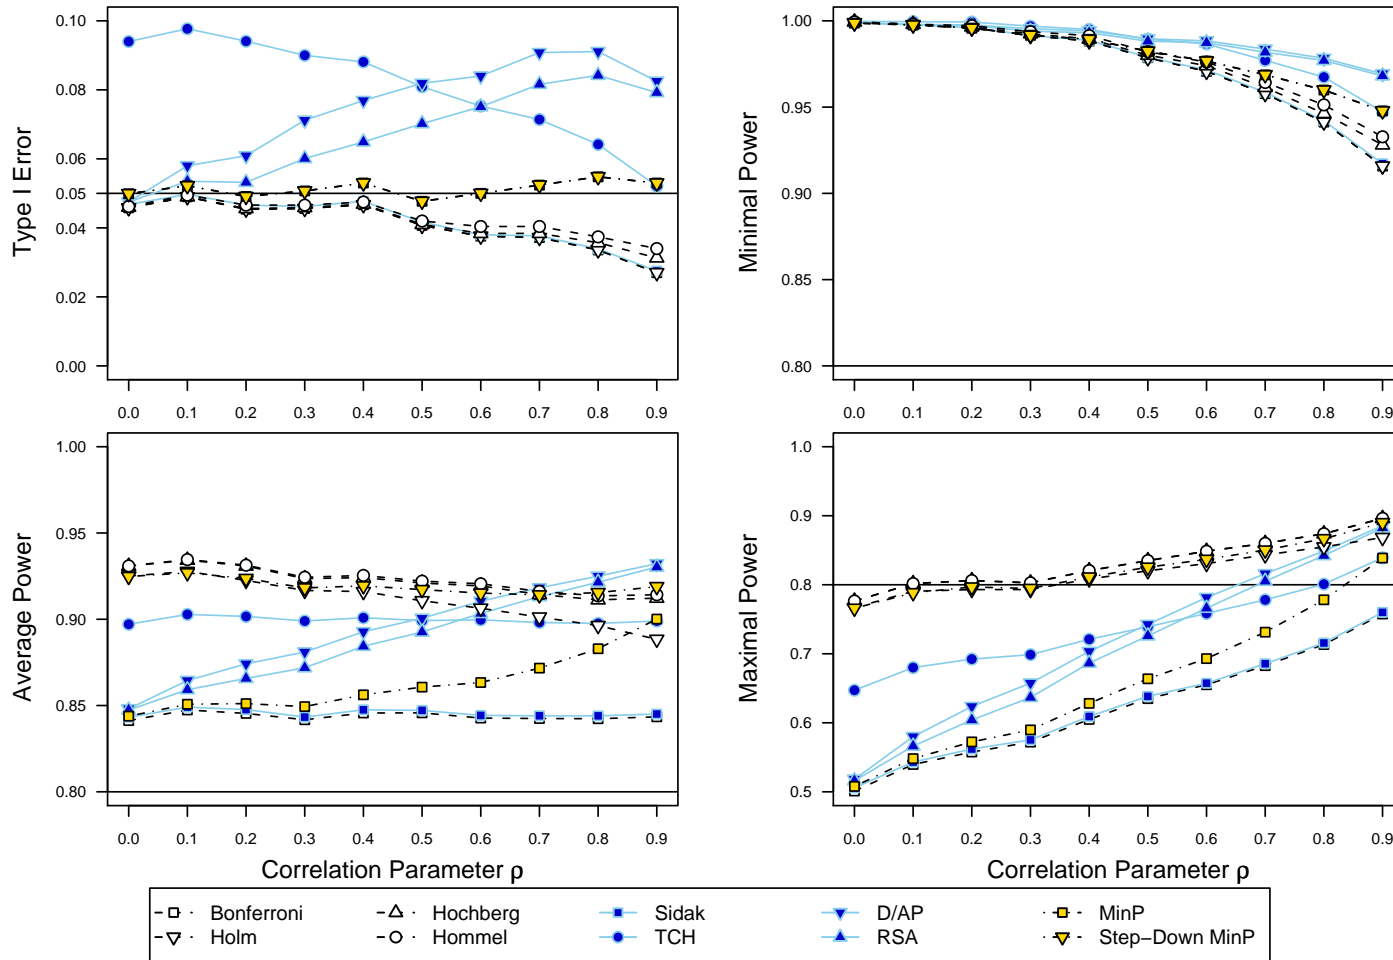 Type I Error
0.10
0.08
0.06
0.05
0.04
0.02
0.00
0.0 0.1 0.2 0.3 0.4 0.5 0.6 0.7 0.8 0.9
Minimal Power
1.00
0.95
0.90
0.80
0.0 0.1 0.2 0.3 0.4 0.5 0.6 0.7 0.8 0.9
Average Power
1.00
0.95
0.90
0.85
0.80
0.0 0.1 0.2 0.3 0.4 0.5 0.6 0.7 0.8 0.9
Correlation Parameter ρ
Maximal Power
1.0
0.9
0.8
0.7
0.6
0.5
0.0 0.1 0.2 0.3 0.4 0.5 0.6 0.7 0.8 0.9
Correlation Parameter ρ
Bonferroni Hochberg Sidak D/AP MinP
Holm Hommel TCH RSA Step−Down MinP